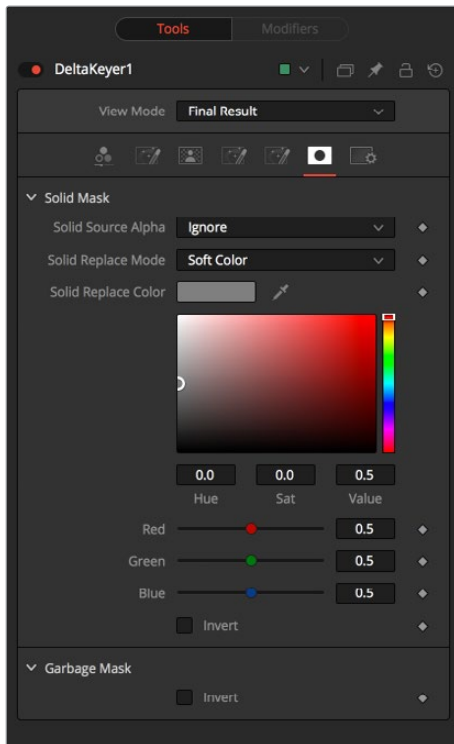 Tools Modifiers
DeltaKeyer1
View Mode Final Result
Solid Mask
Solid Source Alpha Ignore
Solid Replace Mode Soft Color
Solid Replace Color
0.0 0.0 0.5
Hue Sat Value
Red 0.5
Green 0.5
Blue 0.5
Invert
Garbage Mask
Invert